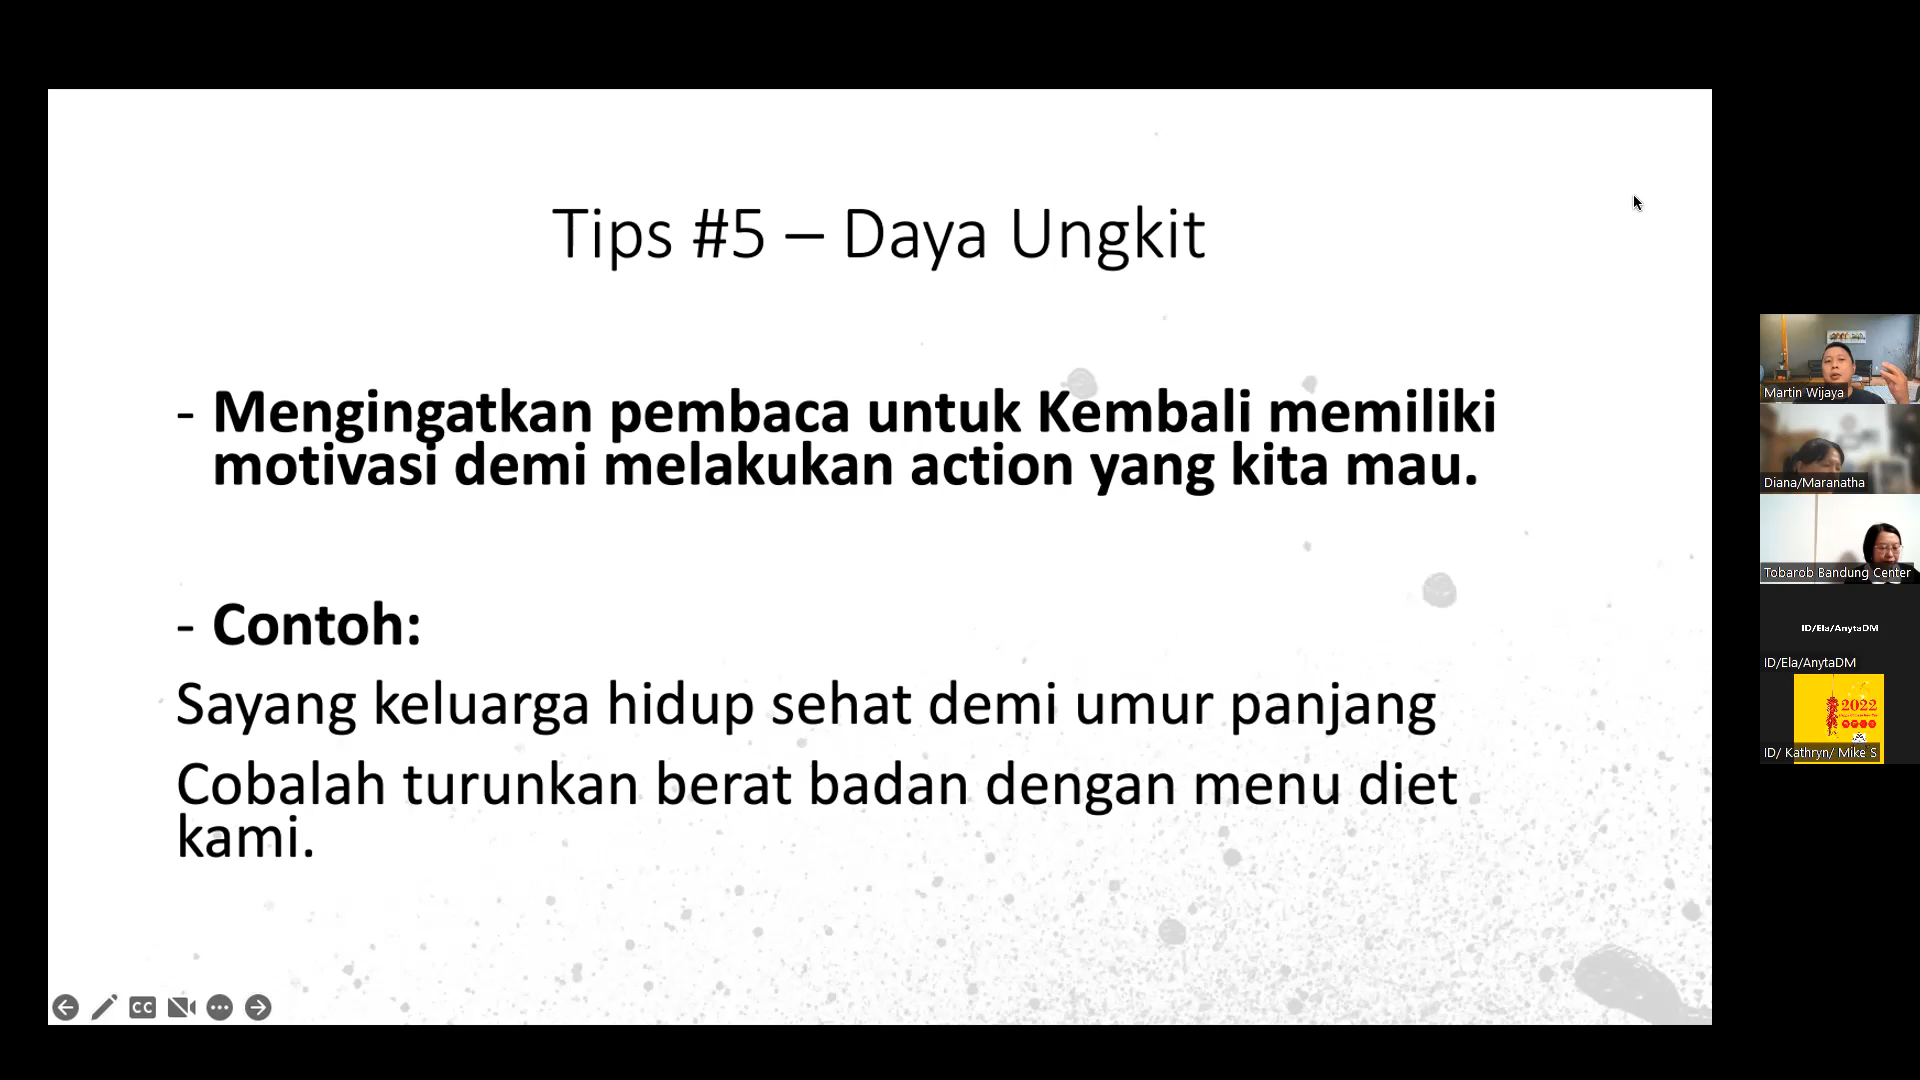 Tips #5 – Daya Ungkit
- Mengingatkan pembaca untuk Kembali memiliki
motivasi demi melakukan action yang kita mau.
- Contoh:
Sayang keluarga hidup sehat demi umur panjang
Cobalah turunkan berat badan dengan menu diet
kami.
CC
Martin Wijaya
Diana/Maranatha
Tobarob Bandung Center
ID/Ela/AnytaDM
ID/Ela/AnytaDM
2022
ID/ Kathryn/ Mike S